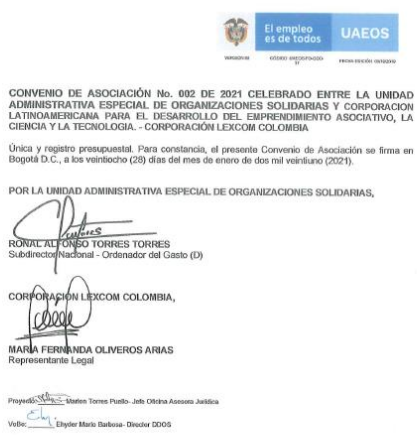 El empleo
es de todos
UAEOS
CONVENIO DE ASOCIACIÓN No. 002 DE 2021 CELEBRADO ENTRE LA UNIDAD
ADMINISTRATIVA ESPECIAL DE ORGANIZACIONES SOLIDARIAS Y CORPORACION
LATINOAMERICANA PARA EL DESARROLLO DEL EMPRENDIMIENTO ASOCIATIVO, LA
CIENCIA Y LA TECNOLOGIA. - CORPORACIÓN LEXCOM COLOMBIA
Única y registro presupuestal. Para constancia, el presente Convenio de Asociación se firma en
Bogotá D.C., a los veintiocho (28) días del mes de enero de dos mil veintiuno (2021).
POR LA UNIDAD ADMINISTRATIVA ESPECIAL DE ORGANIZACIONES SOLIDARIAS,
RONAL ALFONSO TORRES TORRES
Subdirector Nacional - Ordenador del Gasto (D)
CORPORACIÓN LEXCOM COLOMBIA,
MARÍA FERNANDA OLIVEROS ARIAS
Representante Legal
Proyectó: Marlen Torres Puello- Jefe Oficina Asesora Jurídica
VoBo: Ehyder Mario Barbosa- Director DDOS